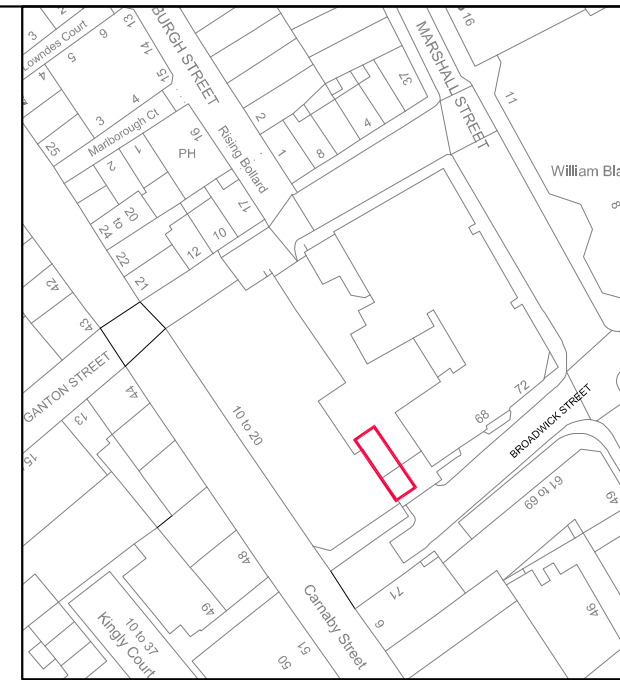 Lowndes Court
3
2
4
5
6
13
14
15
BURGH STREET
MARSHALL STREET
16
11
William Bla
8
3
4
Marlborough Ct
25
2
1
16
PH
Rising Bollard
2
1
8
4
37
24
to
20
22
21
12
10
17
42
43
GANTON STREET
44
13
15
10 to 20
68
72
BROADWICK STREET
61 to 69
49
48
49
Kingly Court
10 to 37
50
51
Carnaby Street
71
6
46